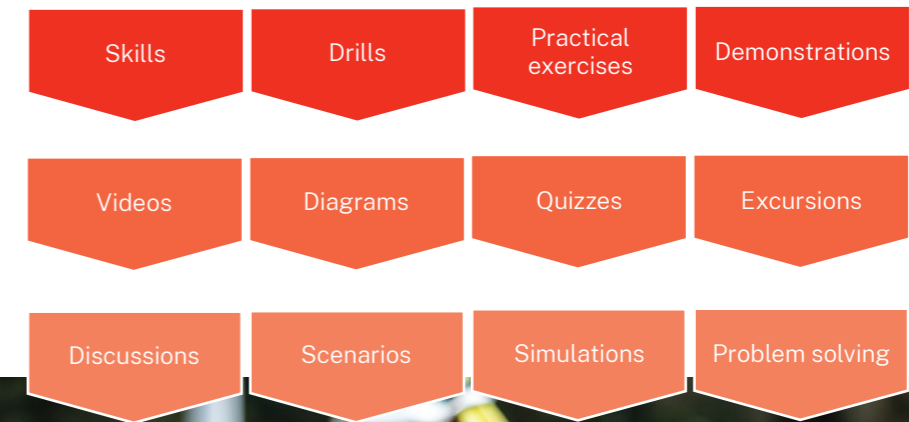 Skills
Drills
Practical
exercises
Demonstrations
Videos
Diagrams
Quizzes
Excursions
Discussions
Scenarios
Simulations
Problem solving